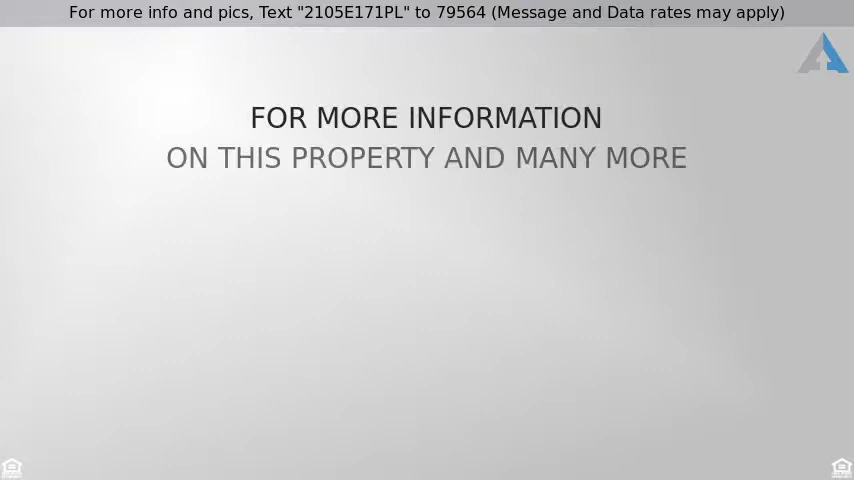 For more info and pics, Text "2105E171PL" to 79564 (Message and Data rates may apply)
FOR MORE INFORMATION
ON THIS PROPERTY AND MANY MORE